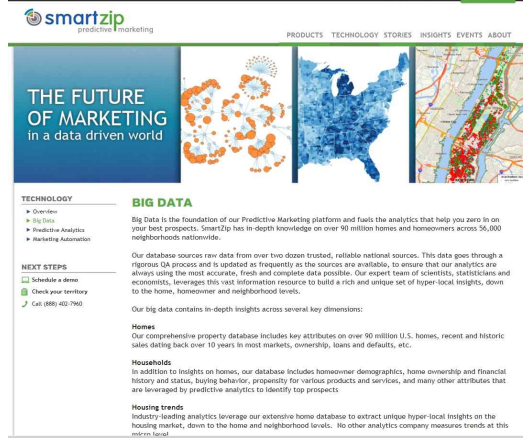 smartzip
predictive marketing
PRODUCTS TECHNOLOGY STORIES INSIGHTS EVENTS ABOUT
THE FUTURE
OF MARKETING
in a data driven world
TECHNOLOGY
Overview
Big Data
Predictive Analytics
Marketing Automation
NEXT STEPS
Schedule a demo
Check your territory
Call (888) 402-7960
BIG DATA
Big Data is the foundation of our Predictive Marketing platform and fuels the analytics that help you zero in on
your best prospects. SmartZip has in-depth knowledge on over 90 million homes and homeowners across 56,000
neighborhoods nationwide.
Our database sources raw data from over two dozen trusted, reliable national sources. This data goes through a
rigorous QA process and is updated as frequently as the sources are available, to ensure that our analytics are
always using the most accurate, fresh and complete data possible. Our expert team of scientists, statisticians and
economists, leverages this vast information resource to build a rich and unique set of hyper-local insights, down
to the home, homeowner and neighborhood levels.
Our big data contains in-depth insights across several key dimensions:
Homes
Our comprehensive property database includes key attributes on over 90 million U.S. homes, recent and historic
sales dating back over 10 years in most markets, ownership, loans and defaults, etc.
Households
In addition to insights on homes, our database includes homeowner demographics, home ownership and financial
history and status, buying behavior, propensity for various products and services, and many other attributes that
are leveraged by predictive analytics to identify top prospects
Housing trends
Industry-leading analytics leverage our extensive home database to extract unique hyper-local insights on the
housing market, down to the home and neighborhood levels. No other analytics company measures trends at this
micro level